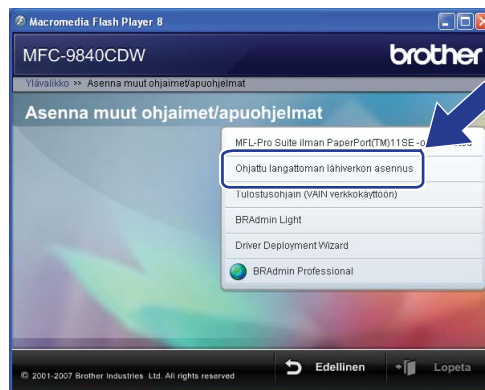 Macromedia Flash Player 8
MFC-9840CDW
brother
Ylävalikko >> Asenna muut ohjaimet/apuohjelmat
Asenna muut ohjaimet/apuohjelmat
MFL-Pro Suite ilman PaperPort(TM)11SE
Ohjattu langattoman lähiverkon asennus
Tulostusohjain (VAIN verkkokäyttöön)
BRAdmin Light
Driver Deployment Wizard
BRAdmin Professional
© 2001-2007 Brother Industries Ltd. All rights reserved
Edellinen
Lopeta